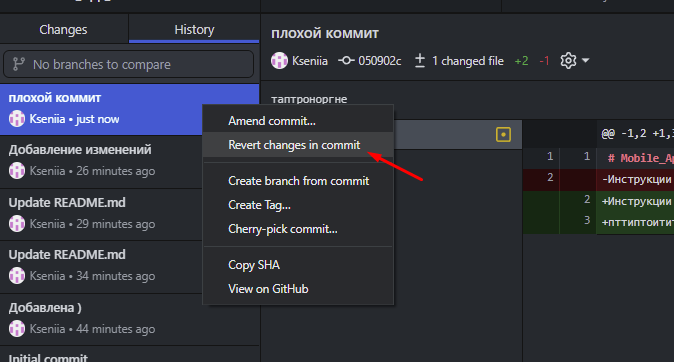 Changes
History
No branches to compare
плохой коммит
Kseniia • just now
Добавление изменений
Kseniia • 26 minutes ago
Update README.md
Kseniia • 29 minutes ago
Update README.md
Kseniia • 34 minutes ago
Добавлена )
Kseniia • 44 minutes ago
Initial commit
плохой коммит
Kseniia
050902c
1 changed file
+2
-1
таптроноргне
Amend commit...
Revert changes in commit
Create branch from commit
Create Tag...
Cherry-pick commit...
Copy SHA
View on GitHub
@@ -1,2 +1,3
1 1 # Mobile_Ap
2 -Инструкции
2 +Инструкции
3 +пттиптоитит